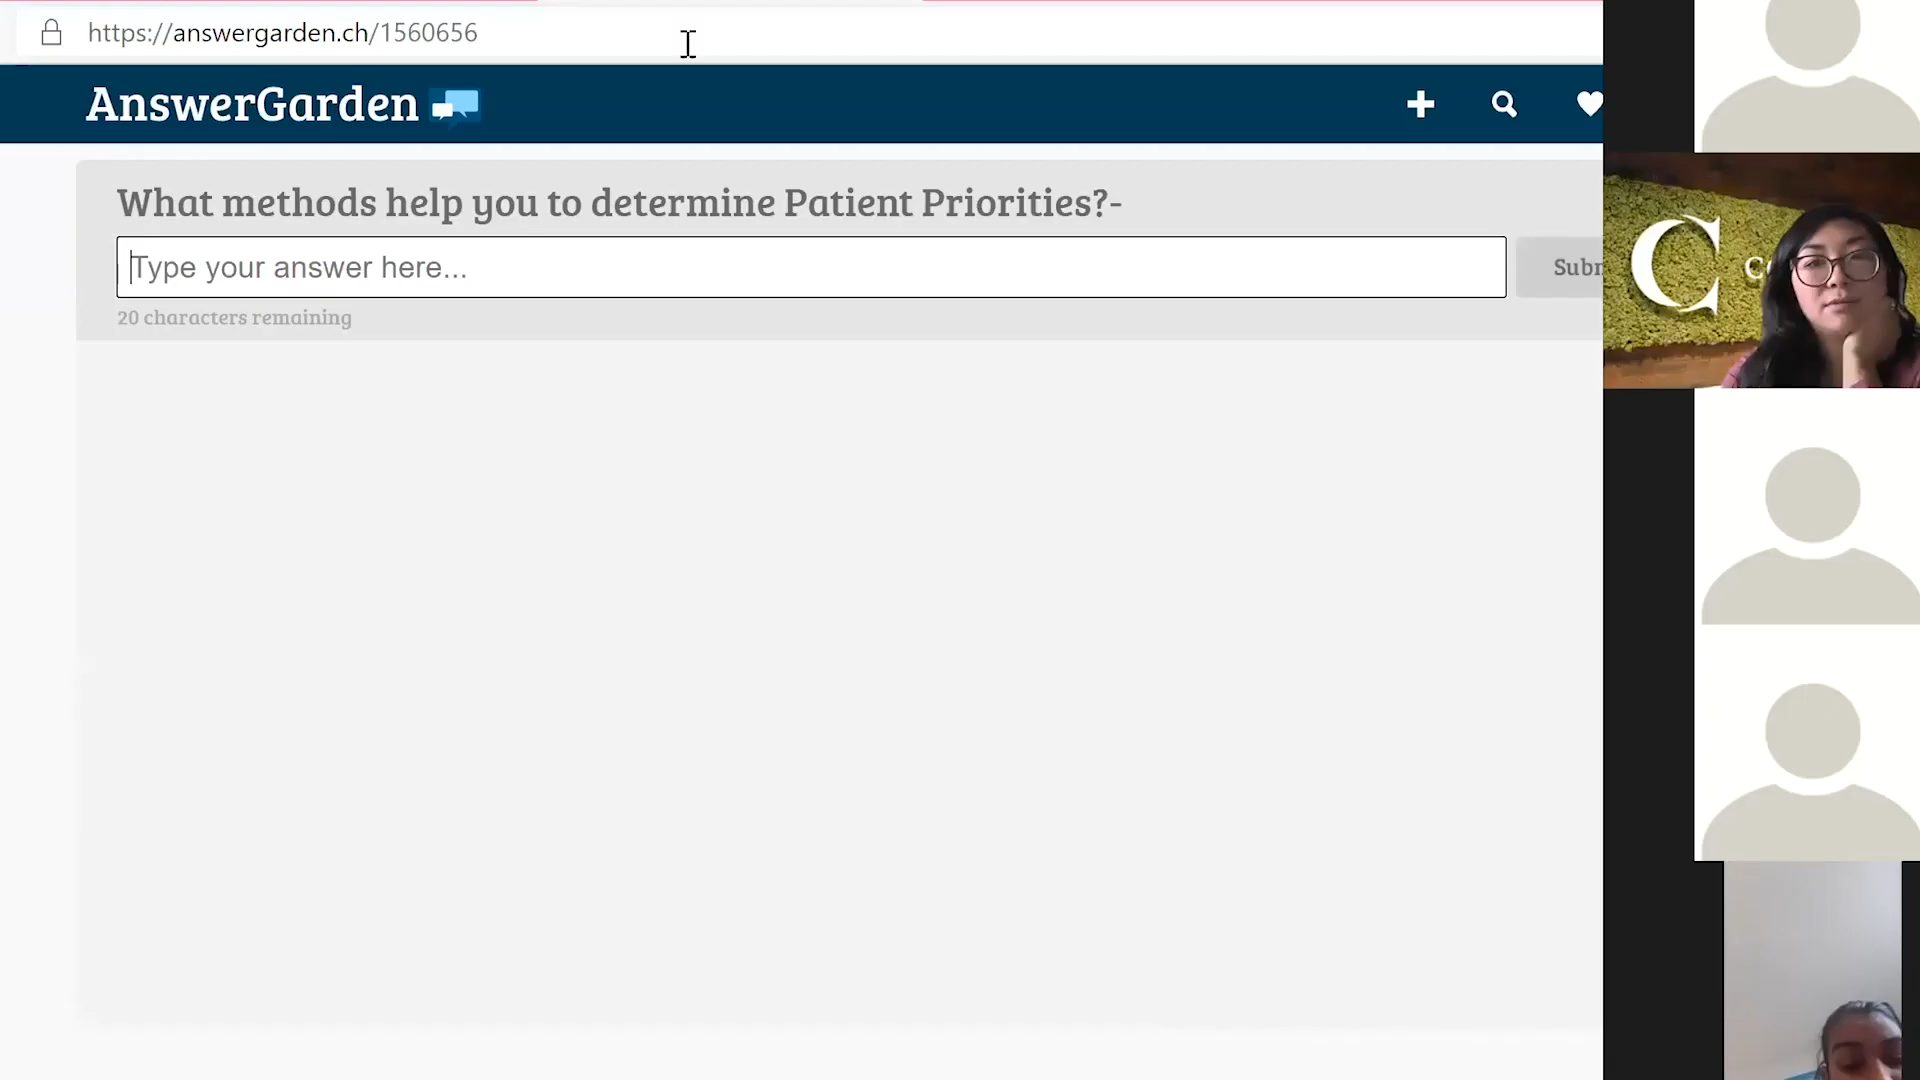 https://answergarden.ch/1560656
AnswerGarden
What methods help you to determine Patient Priorities?-
Type your answer here...
20 characters remaining
C